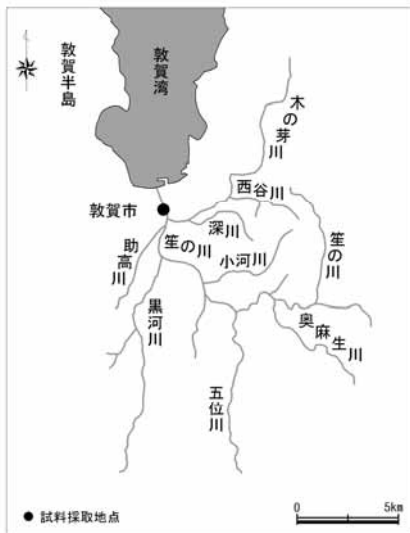 敦賀半島
敦賀湾
木の芽川
西谷川
敦賀市
深川
笙の川
笙の川
助高川
小河川
黒河川
奥麻生川
五位川
● 試料採取地点
0 5km